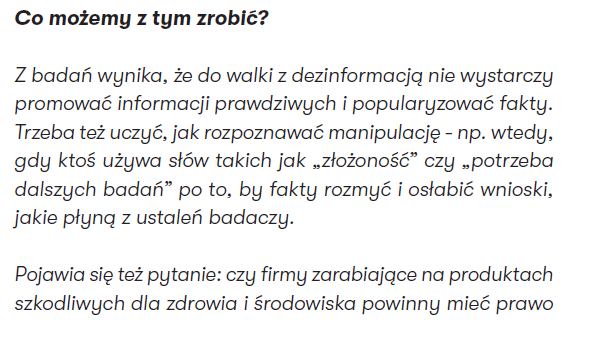 Co możemy z tym zrobić?
Z badań wynika, że do walki z dezinformacją nie wystarczy
promować informacji prawdziwych i popularyzować fakty.
Trzeba też uczyć, jak rozpoznawać manipulację - np. wtedy,
gdy ktoś używa słów takich jak „złożoność” czy „potrzeba
dalszych badań” po to, by fakty rozmyć i osłabić wnioski,
jakie płyną z ustaleń badaczy.
Pojawia się też pytanie: czy firmy zarabiające na produktach
szkodliwych dla zdrowia i środowiska powinny mieć prawo